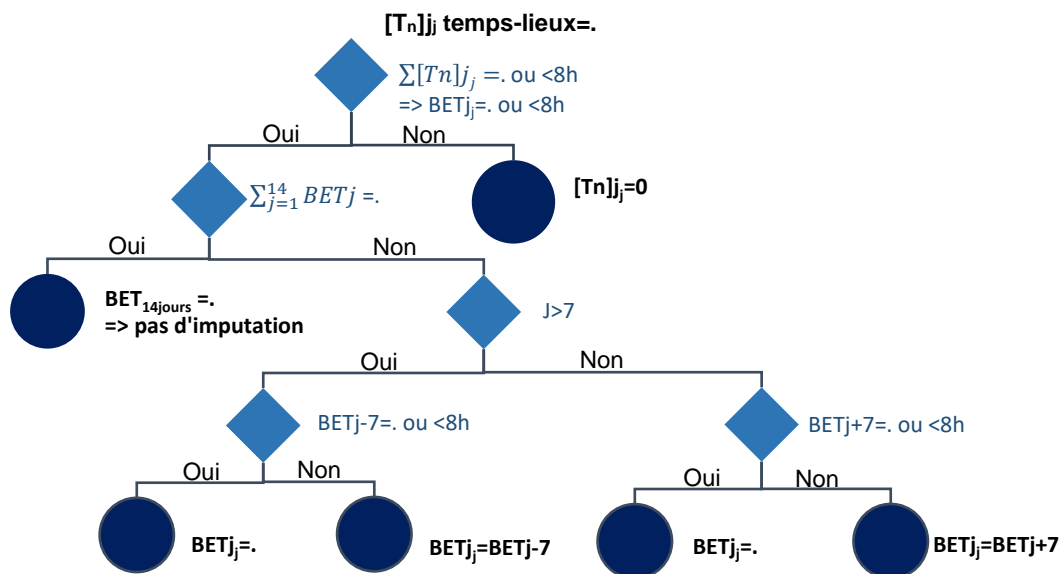 [Tₙ]jⱼ temps-lieux=.
∑[Tn]jⱼ =. ou <8h
=> BETjⱼ=. ou <8h
Oui
Non
∑¹⁴ⱼ₌₁ BETj =.
[Tn]jⱼ=0
Oui
Non
BET₁₄jours =.
=> pas d'imputation
J>7
Oui
Non
BETj-7=. ou <8h
BETj+7=. ou <8h
Oui
Non
Oui
Non
BETjⱼ=.
BETjⱼ=BETj-7
BETjⱼ=.
BETjⱼ=BETj+7